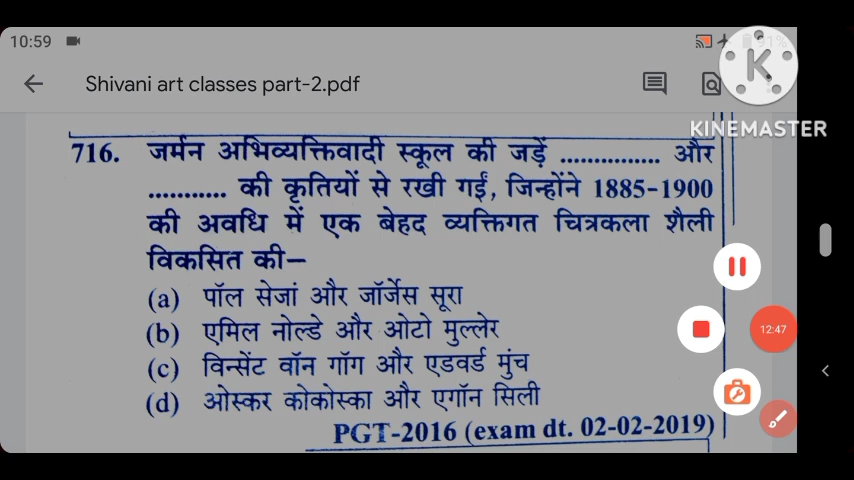 10:59
91%
Shivani art classes part-2.pdf
KINEMASTER
716. जर्मन अभिव्यक्तिवादी स्कूल की जड़ें ............... और
........... की कृतियों से रखी गईं, जिन्होंने 1885-1900
की अवधि में एक बेहद व्यक्तिगत चित्रकला शैली
विकसित की–
(a) पॉल सेजां और जॉर्जेस सूरा
(b) एमिल नोल्डे और ओटो मुल्लेर
(c) विन्सेंट वॉन गॉग और एडवर्ड मुंच
(d) ओस्कर कोकोस्का और एगॉन सिली
PGT-2016 (exam dt. 02-02-2019)
12:47